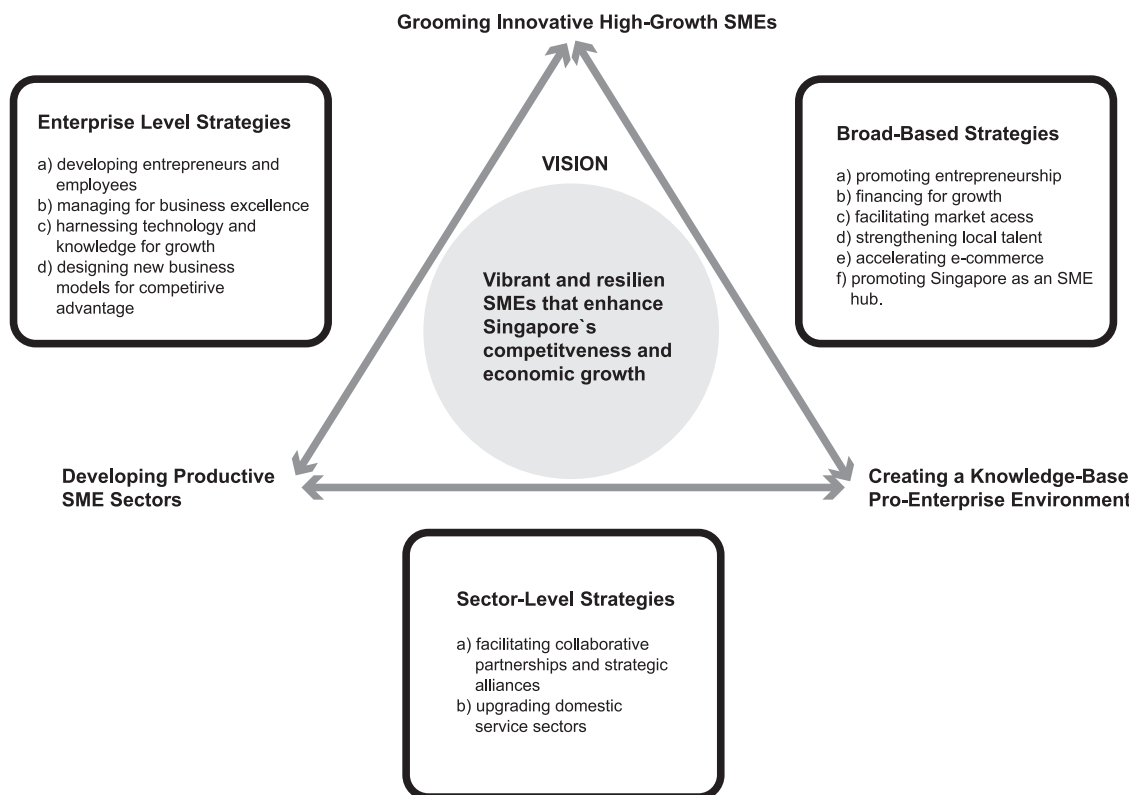 Grooming Innovative High-Growth SMEs
Enterprise Level Strategies
a) developing entrepreneurs and
employees
b) managing for business excellence
c) harnessing technology and
knowledge for growth
d) designing new business
models for competirive
advantage
Broad-Based Strategies
a) promoting entrepreneurship
b) financing for growth
c) facilitating market acess
d) strengthening local talent
e) accelerating e-commerce
f) promoting Singapore as an SME
hub.
VISION
Vibrant and resilien
SMEs that enhance
Singapore`s
competitveness and
economic growth
Developing Productive
SME Sectors
Creating a Knowledge-Base
Pro-Enterprise Environment
Sector-Level Strategies
a) facilitating collaborative
partnerships and strategic
alliances
b) upgrading domestic
service sectors